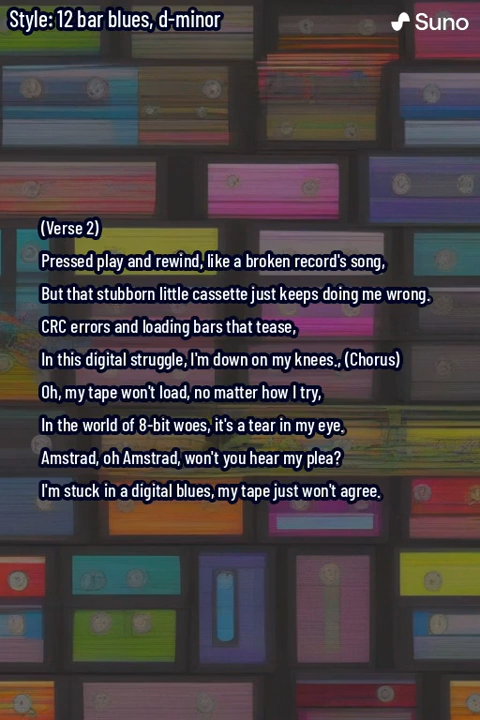 Style: 12 bar blues, d-minor
Suno
(Verse 2)
Pressed play and rewind, like a broken record's song,
But that stubborn little cassette just keeps doing me wrong.
CRC errors and loading bars that tease,
In this digital struggle, I'm down on my knees., (Chorus)
Oh, my tape won't load, no matter how I try,
In the world of 8-bit woes, it's a tear in my eye.
Amstrad, oh Amstrad, won't you hear my plea?
I'm stuck in a digital blues, my tape just won't agree.